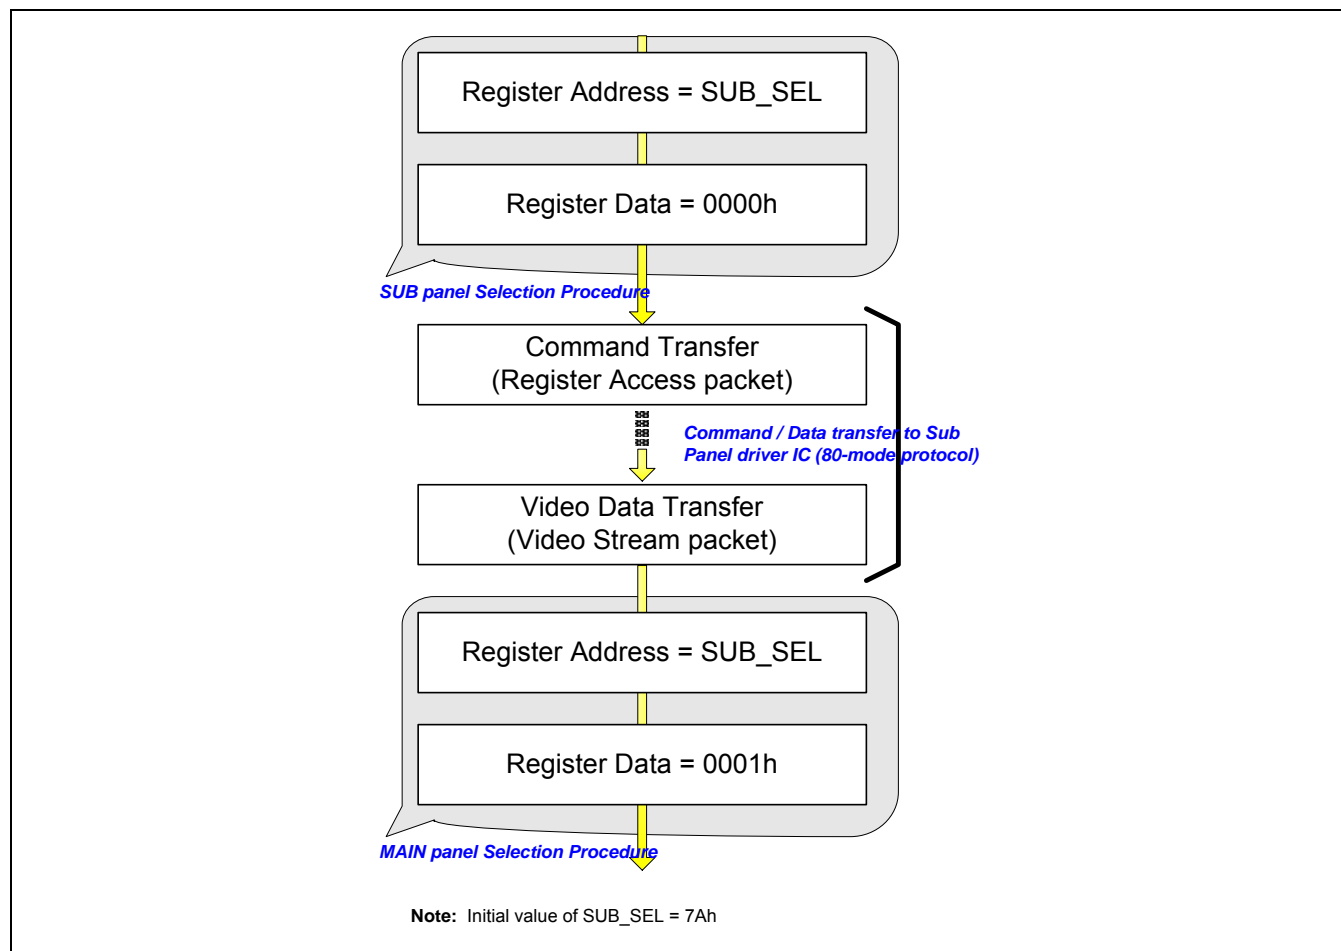 Register Address = SUB_SEL
Register Data = 0000h
SUB panel Selection Procedure
Command Transfer
(Register Access packet)
Command / Data transfer to Sub
Panel driver IC (80-mode protocol)
Video Data Transfer
(Video Stream packet)
Register Address = SUB_SEL
Register Data = 0001h
MAIN panel Selection Procedure
Note: Initial value of SUB_SEL = 7Ah